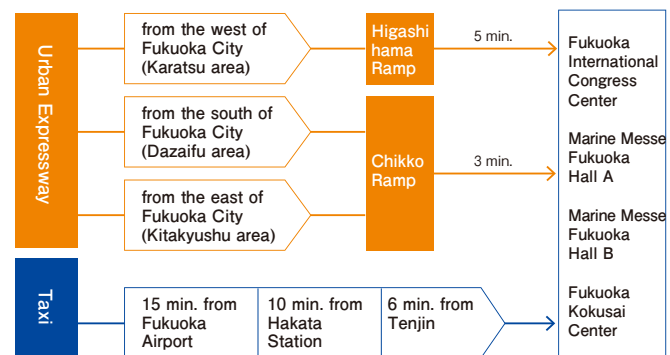 Urban Expressway
from the west of
Fukuoka City
(Karatsu area)
Higashi
hama
Ramp
5 min.
from the south of
Fukuoka City
(Dazaifu area)
from the east of
Fukuoka City
(Kitakyushu area)
Chikko
Ramp
3 min.
Taxi
15 min. from
Fukuoka
Airport
10 min. from
Hakata
Station
6 min. from
Tenjin
Fukuoka
International
Congress
Center
Marine Messe
Fukuoka
Hall A
Marine Messe
Fukuoka
Hall B
Fukuoka
Kokusai
Center